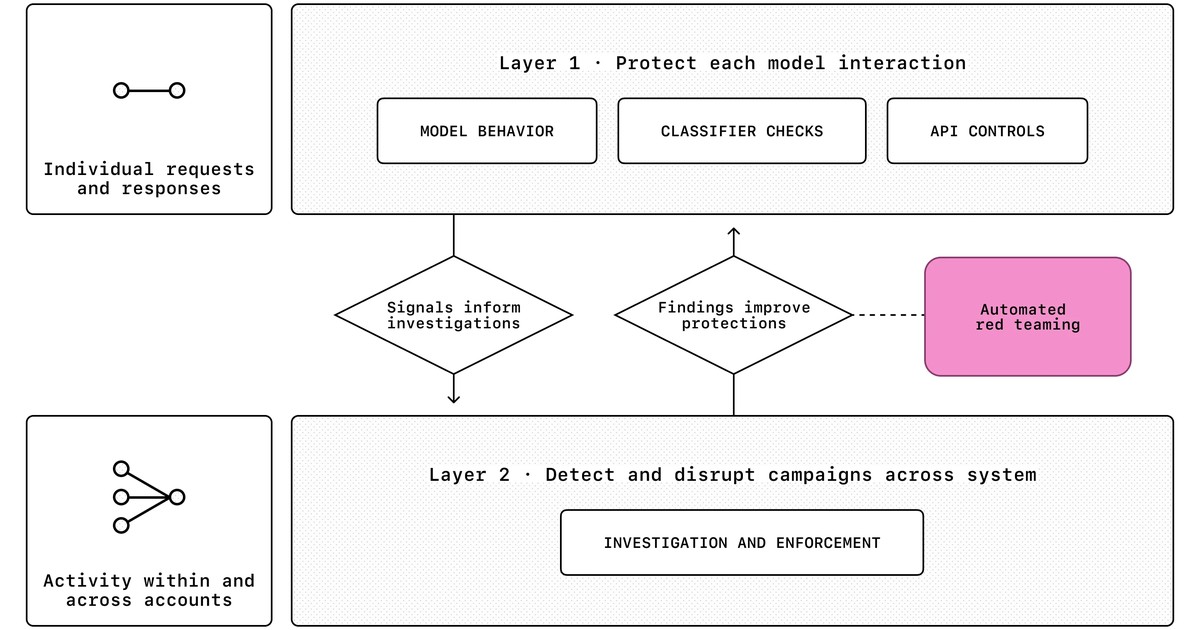 Layer 1 · Protect each model interaction
MODEL BEHAVIOR
CLASSIFIER CHECKS
API CONTROLS
Individual requests
and responses
Signals inform
investigations
Findings improve
protections
Automated
red teaming
Layer 2 · Detect and disrupt campaigns across system
INVESTIGATION AND ENFORCEMENT
Activity within and
across accounts